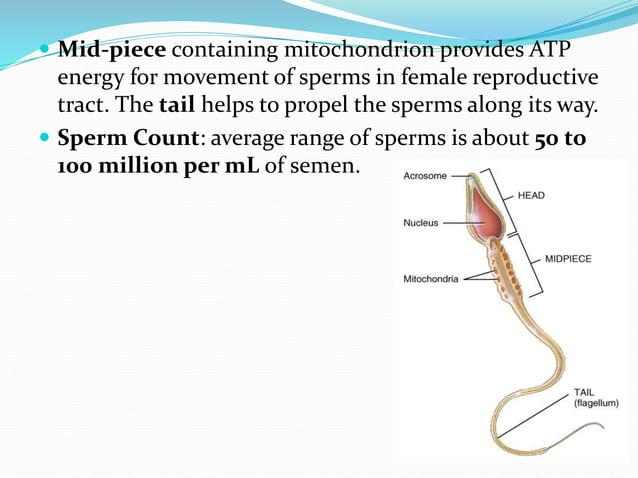 Mid-piece containing mitochondrion provides ATP
energy for movement of sperms in female reproductive
tract. The tail helps to propel the sperms along its way.
Sperm Count: average range of sperms is about 50 to
100 million per mL of semen.
Acrosome
HEAD
Nucleus
MIDPIECE
Mitochondria
TAIL
(flagellum)